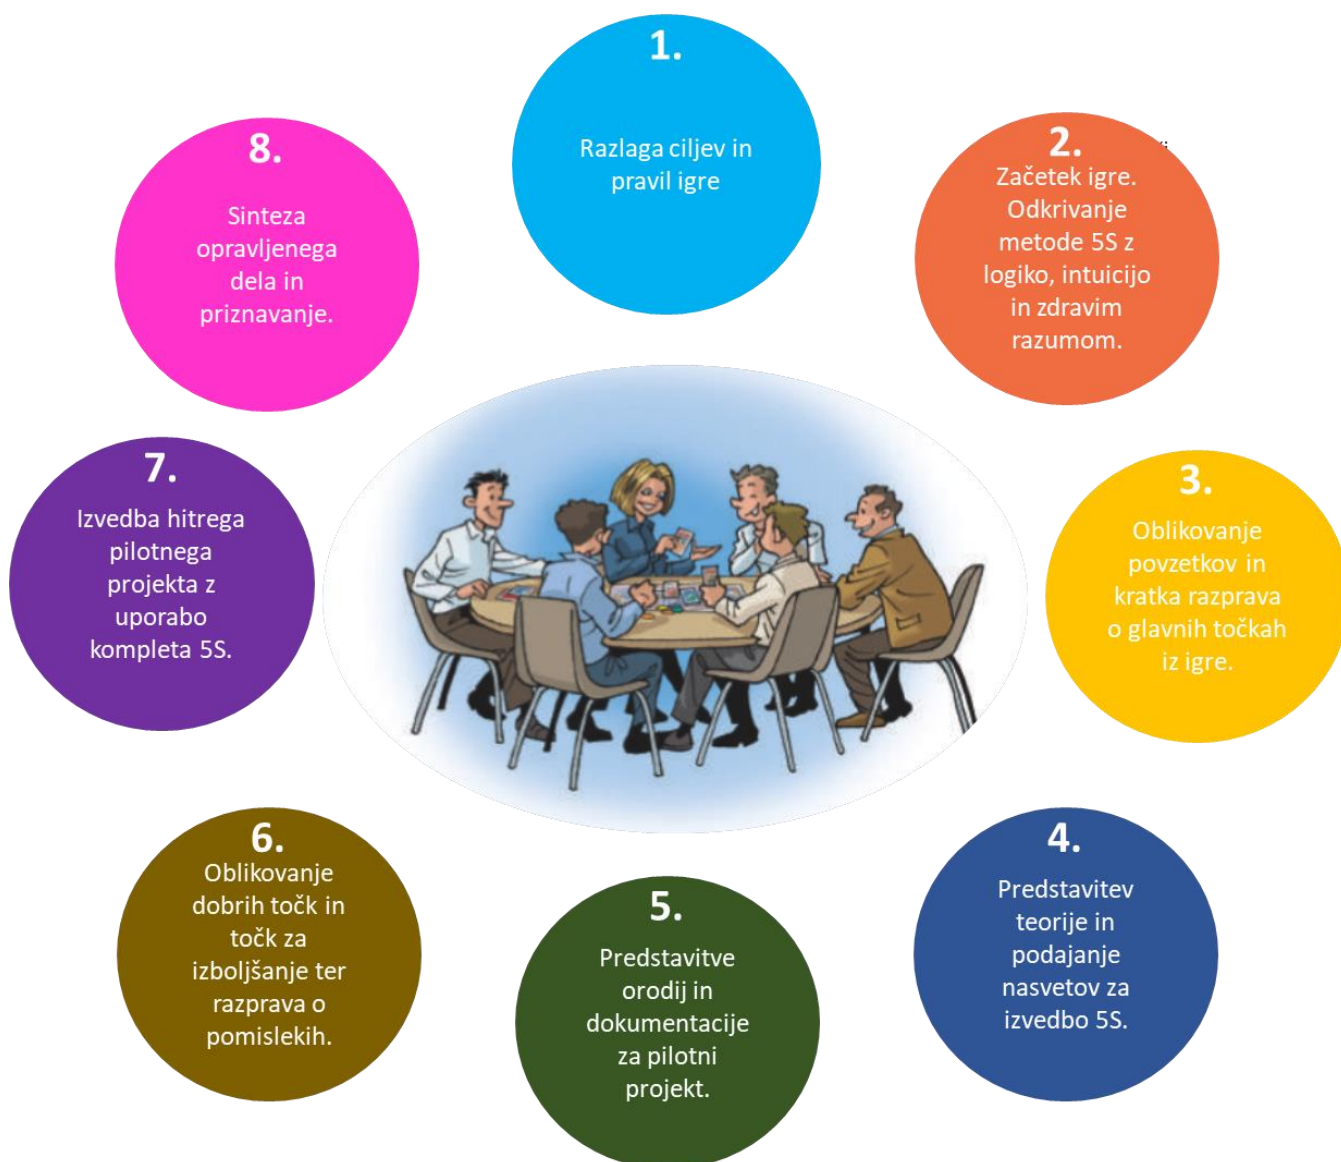 1.
Razlaga ciljev in
pravil igre
2.
Začetek igre.
Odkrivanje
metode 5S z
logiko, intuicijo
in zdravim
razumom.
3.
Oblikovanje
povzetkov in
kratka razprava
o glavnih točkah
iz igre.
4.
Predstavitev
teorije in
podajanje
nasvetov za
izvedbo 5S.
5.
Predstavitve
orodij in
dokumentacije
za pilotni
projekt.
6.
Oblikovanje
dobrih točk in
točk za
izboljšanje ter
razprava o
pomislekih.
7.
Izvedba hitrega
pilotnega
projekta z
uporabo
kompleta 5S.
8.
Sinteza
opravljenega
dela in
priznavanje.